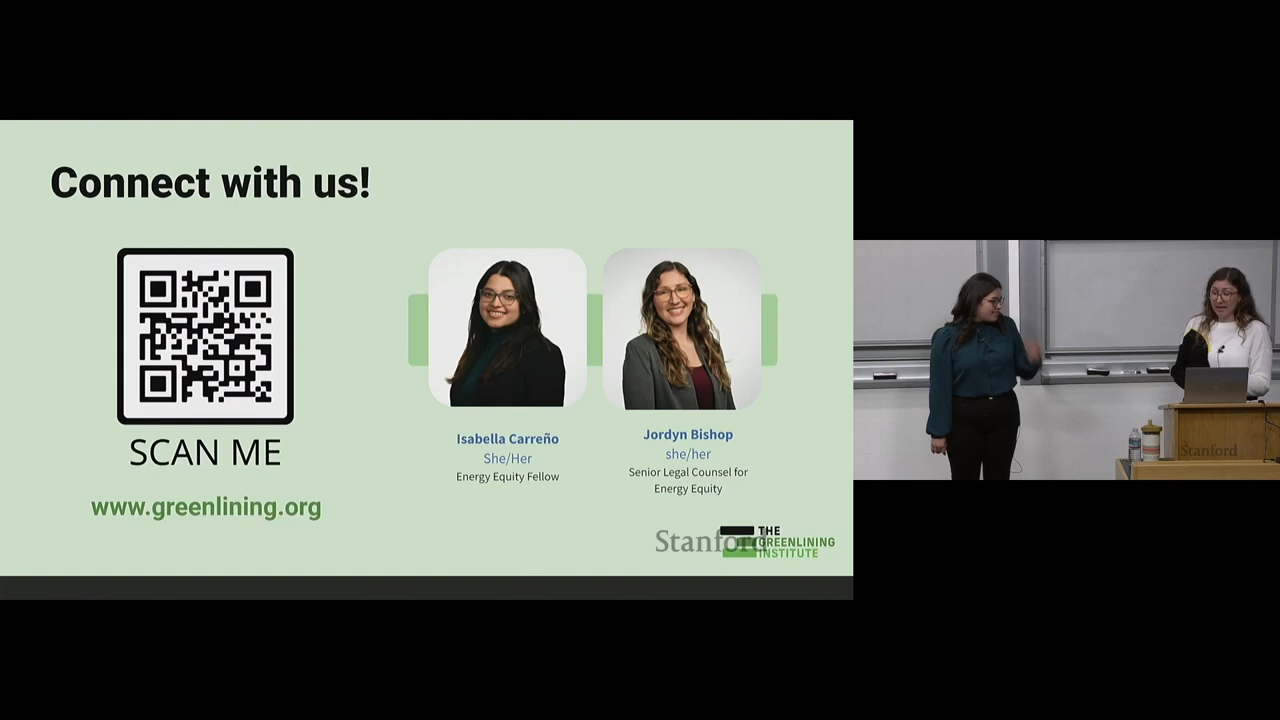 Connect with us!
SCAN ME
www.greenlining.org
Isabella Carreño
She/Her
Energy Equity Fellow
Jordyn Bishop
she/her
Senior Legal Counsel for
Energy Equity
Stanford
THE
GREENLINING
INSTITUTE
Stanford